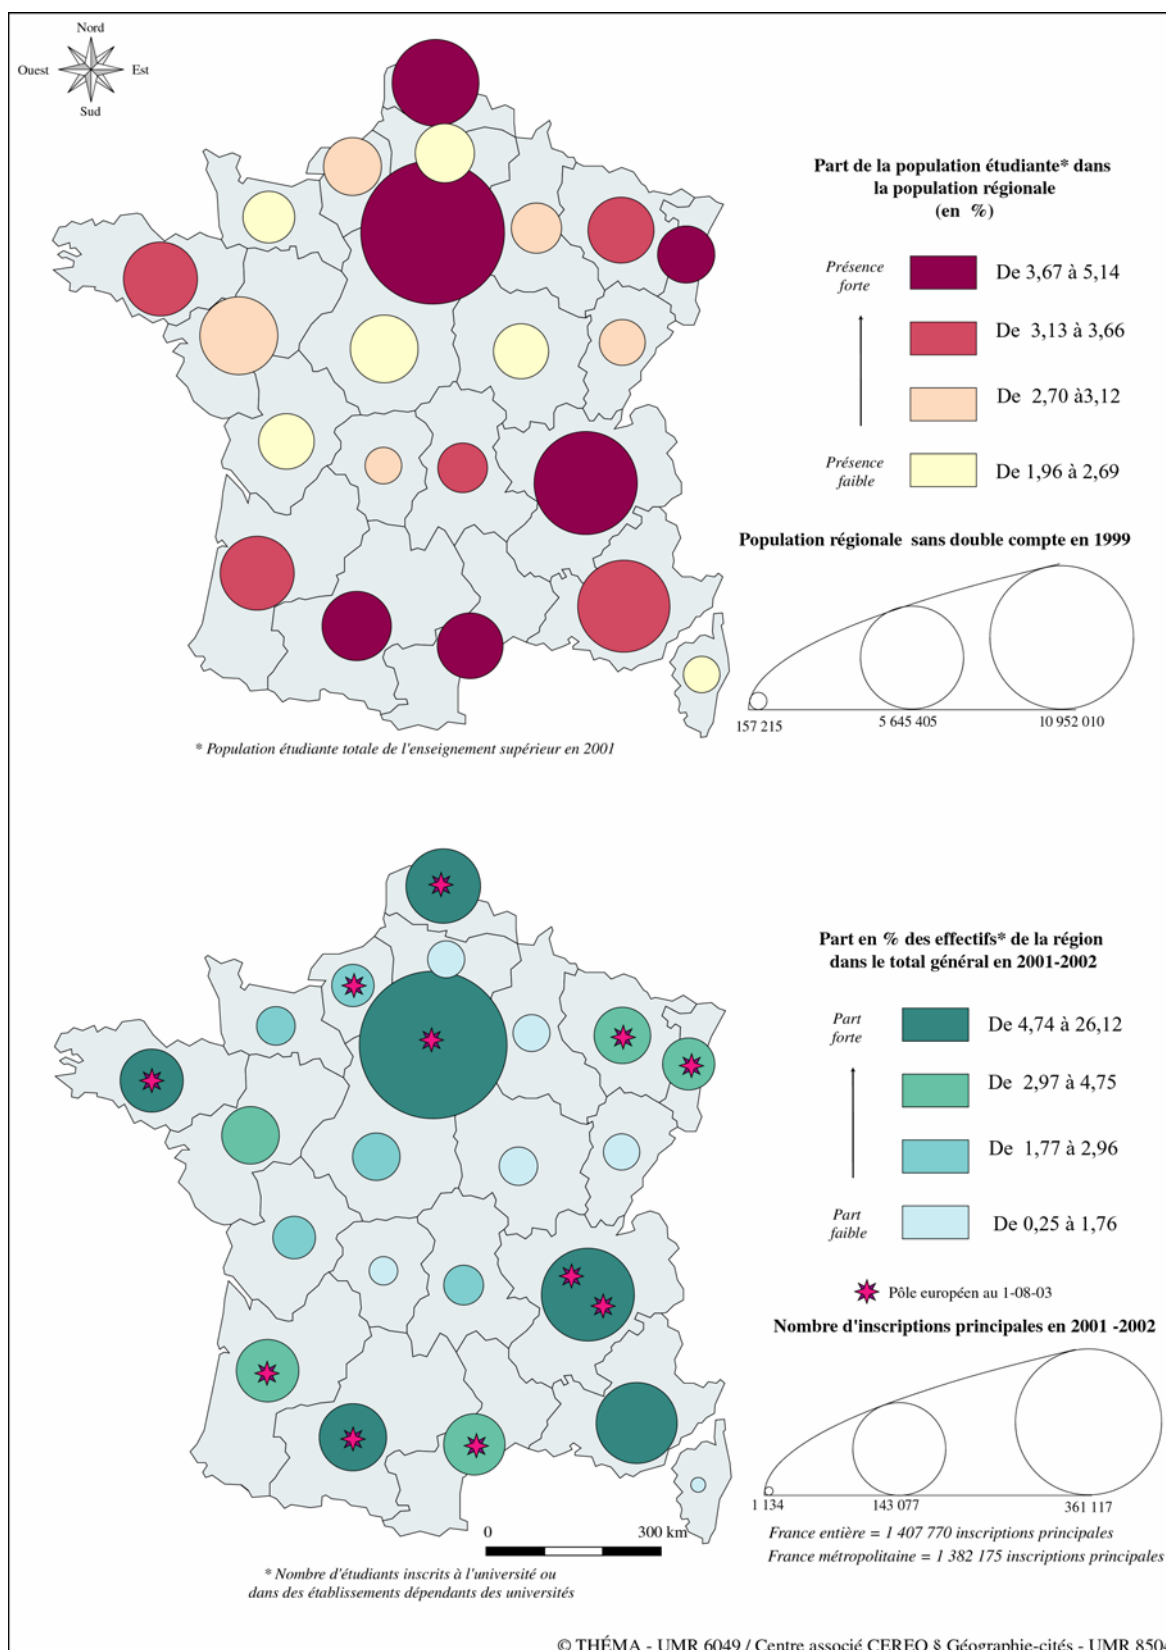 Nord
Ouest
Est
Sud
Part de la population étudiante* dans
la population régionale
(en %)
Présence
forte
De 3,67 à 5,14
De 3,13 à 3,66
De 2,70 à3,12
Présence
faible
De 1,96 à 2,69
Population régionale sans double compte en 1999
157 215
5 645 405
10 952 010
* Population étudiante totale de l'enseignement supérieur en 2001
Part en % des effectifs* de la région
dans le total général en 2001-2002
Part
forte
De 4,74 à 26,12
De 2,97 à 4,75
De 1,77 à 2,96
Part
faible
De 0,25 à 1,76
Pôle européen au 1-08-03
Nombre d'inscriptions principales en 2001 -2002
1 134
143 077
361 117
0
300 km
France entière = 1 407 770 inscriptions principales
France métropolitaine = 1 382 175 inscriptions principales
* Nombre d'étudiants inscrits à l'université ou
dans des établissements dépendants des universités
© THÉMA - UMR 6049 / Centre associé CEREQ § Géographie-cités - UMR 8504